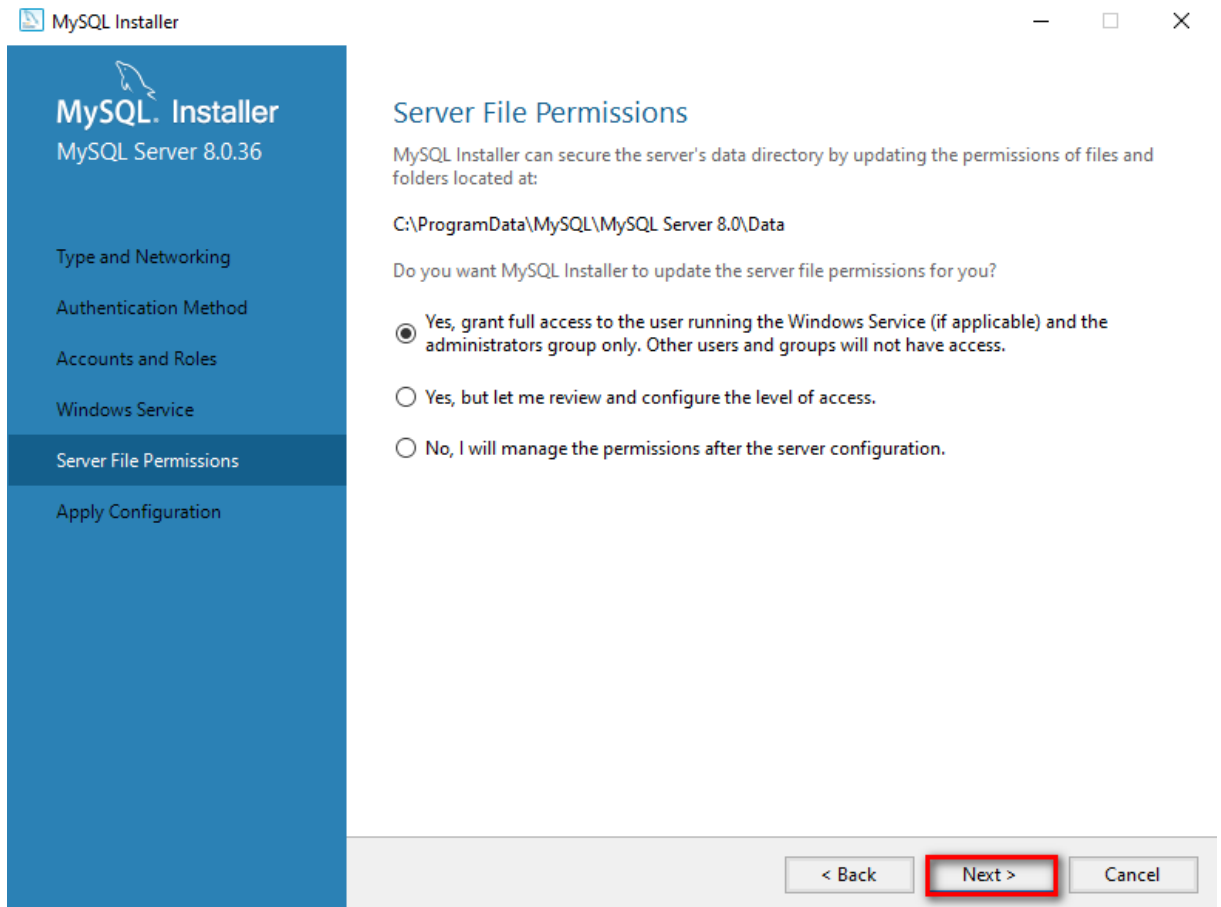 MySQL Installer
MySQL. Installer
MySQL Server 8.0.36
Type and Networking
Authentication Method
Accounts and Roles
Windows Service
Server File Permissions
Apply Configuration
Server File Permissions
MySQL Installer can secure the server's data directory by updating the permissions of files and
folders located at:
C:\ProgramData\MySQL\MySQL Server 8.0\Data
Do you want MySQL Installer to update the server file permissions for you?
Yes, grant full access to the user running the Windows Service (if applicable) and the
administrators group only. Other users and groups will not have access.
Yes, but let me review and configure the level of access.
No, I will manage the permissions after the server configuration.
< Back
Next >
Cancel